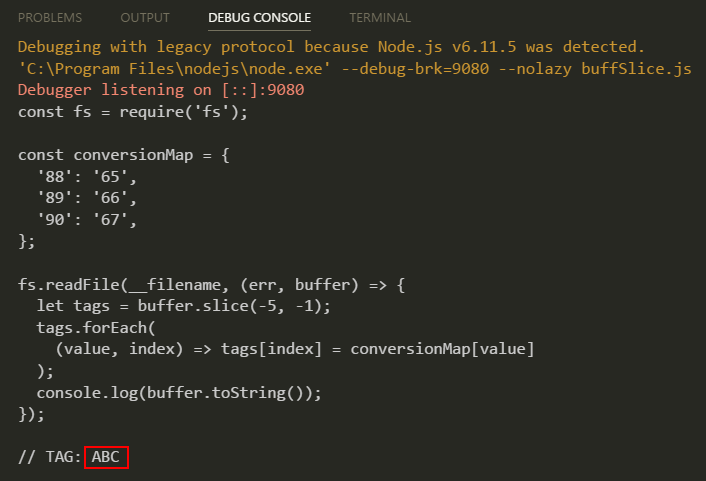 PROBLEMS OUTPUT DEBUG CONSOLE TERMINAL
Debugging with legacy protocol because Node.js v6.11.5 was detected.
'C:\Program Files\nodejs\node.exe' --debug-brk=9080 --nolazy buffSlice.js
Debugger listening on [::]:9080
const fs = require('fs');

const conversionMap = {
  '88': '65',
  '89': '66',
  '90': '67',
};

fs.readFile(__filename, (err, buffer) => {
  let tags = buffer.slice(-5, -1);
  tags.forEach(
    (value, index) => tags[index] = conversionMap[value]
  );
  console.log(buffer.toString());
});

// TAG: ABC